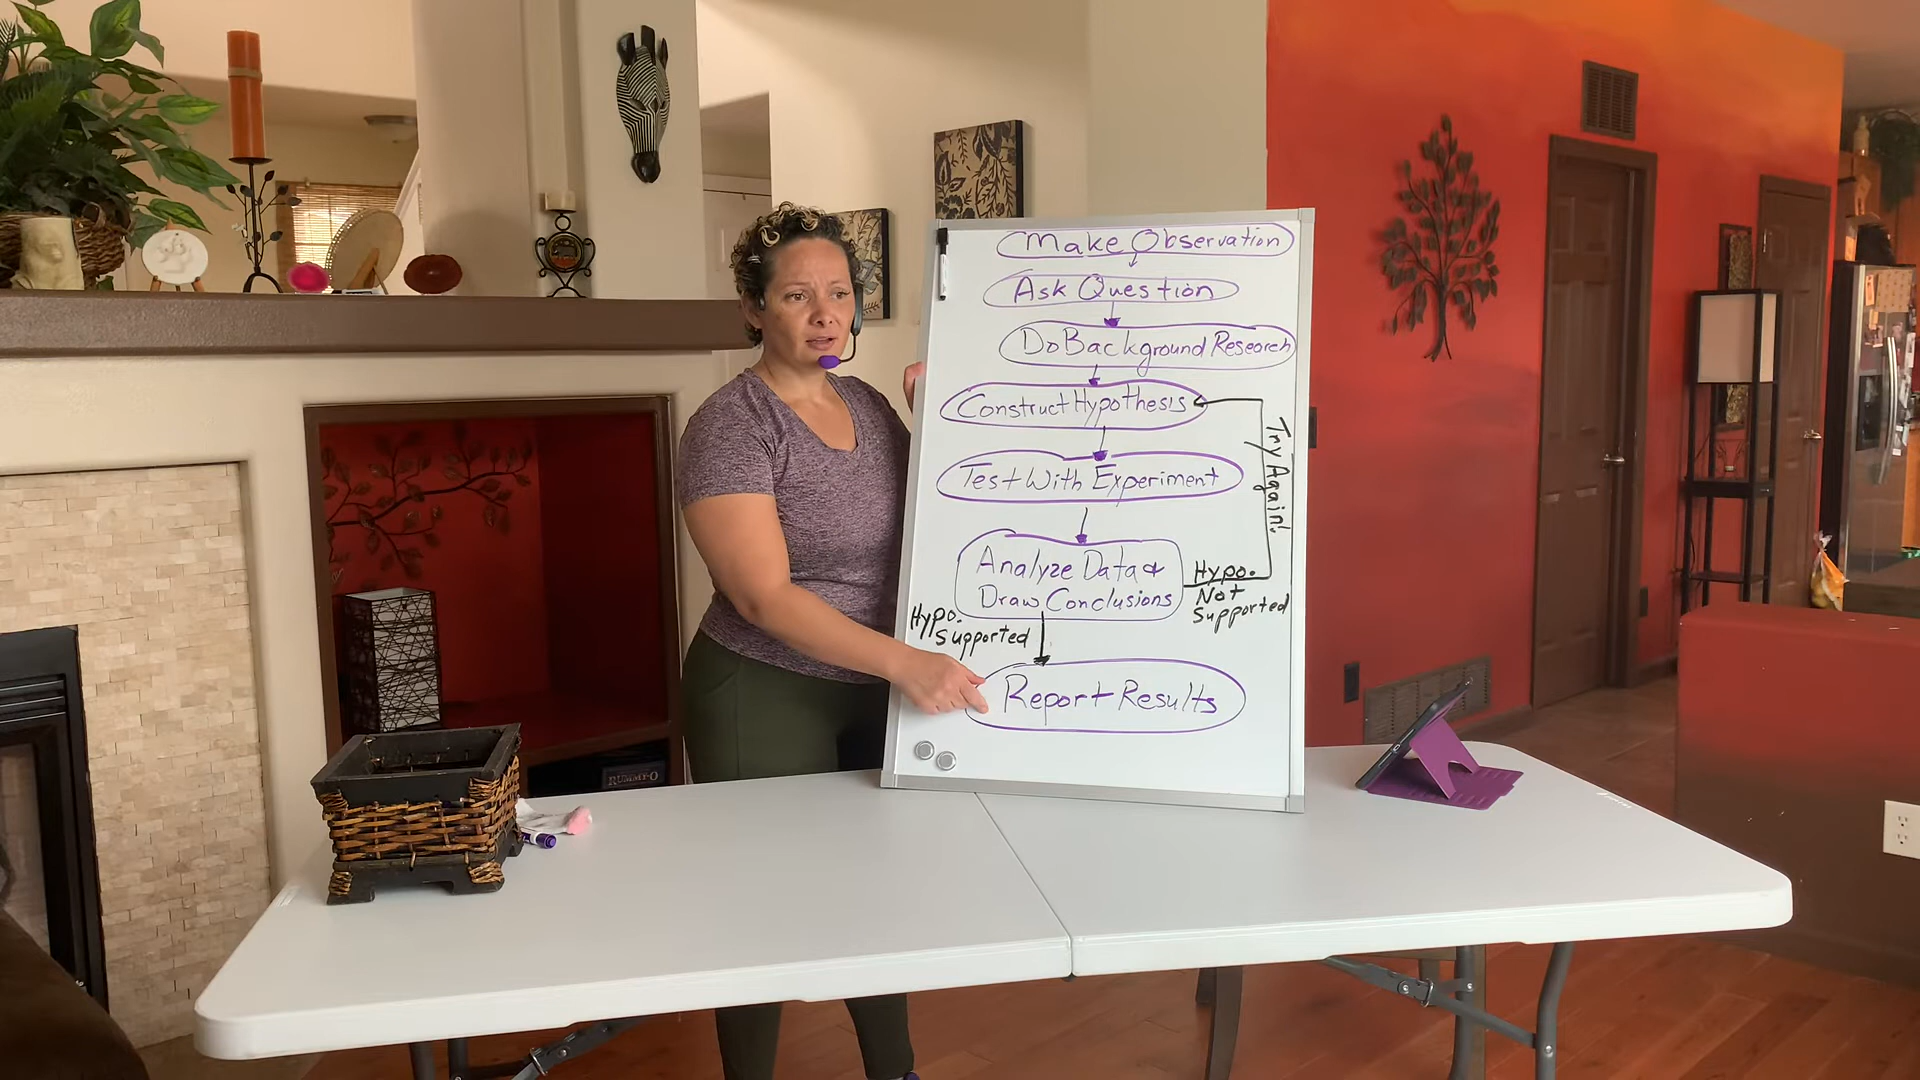 Make Observation
Ask Question
Do Background Research
Construct Hypothesis
Try Again!
Test With Experiment
Analyze Data &
Draw Conclusions
Hypo.
Not
Supported
Hypo.
Supported
Report Results
RUMMY-O